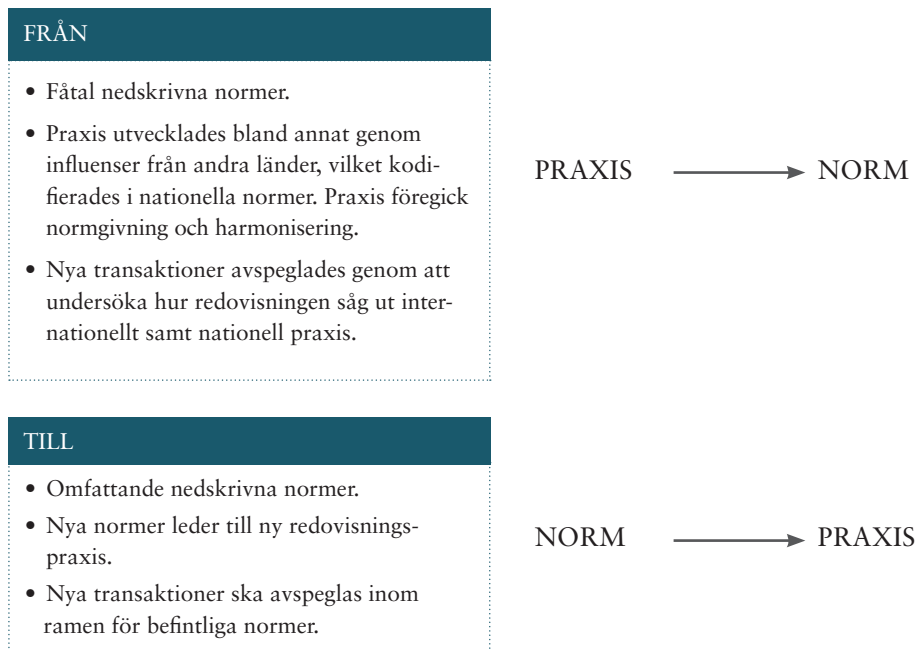 FRÅN
• Fåtal nedskrivna normer.
• Praxis utvecklades bland annat genom
influenser från andra länder, vilket kodi-
fierades i nationella normer. Praxis föregick
normgivning och harmonisering.
• Nya transaktioner avspeglades genom att
undersöka hur redovisningen såg ut inter-
nationellt samt nationell praxis.
PRAXIS → NORM
TILL
• Omfattande nedskrivna normer.
• Nya normer leder till ny redovisnings-
praxis.
• Nya transaktioner ska avspeglas inom
ramen för befintliga normer.
NORM → PRAXIS